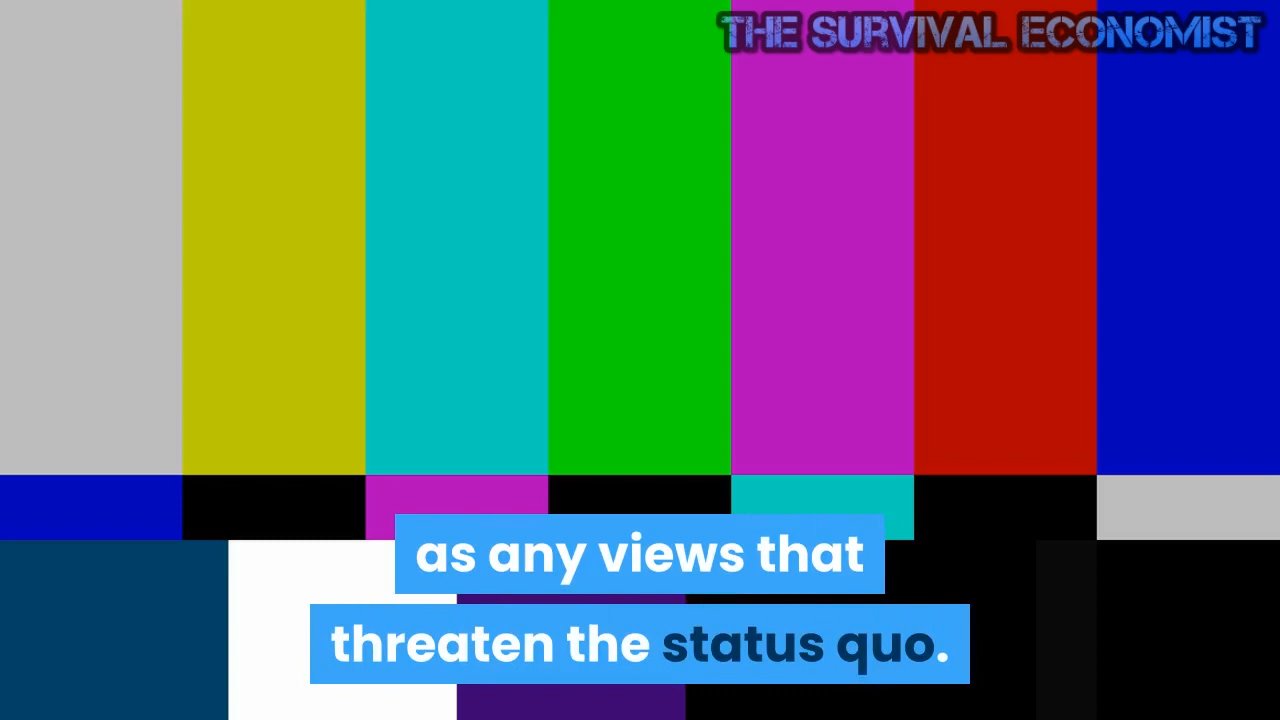 THE SURVIVAL ECONOMIST
as any views that
threaten the status quo.